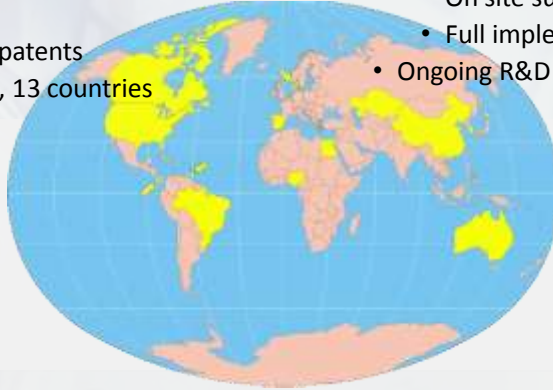 patents
, 13 countries
On site su
• Full imple
• Ongoing R&D